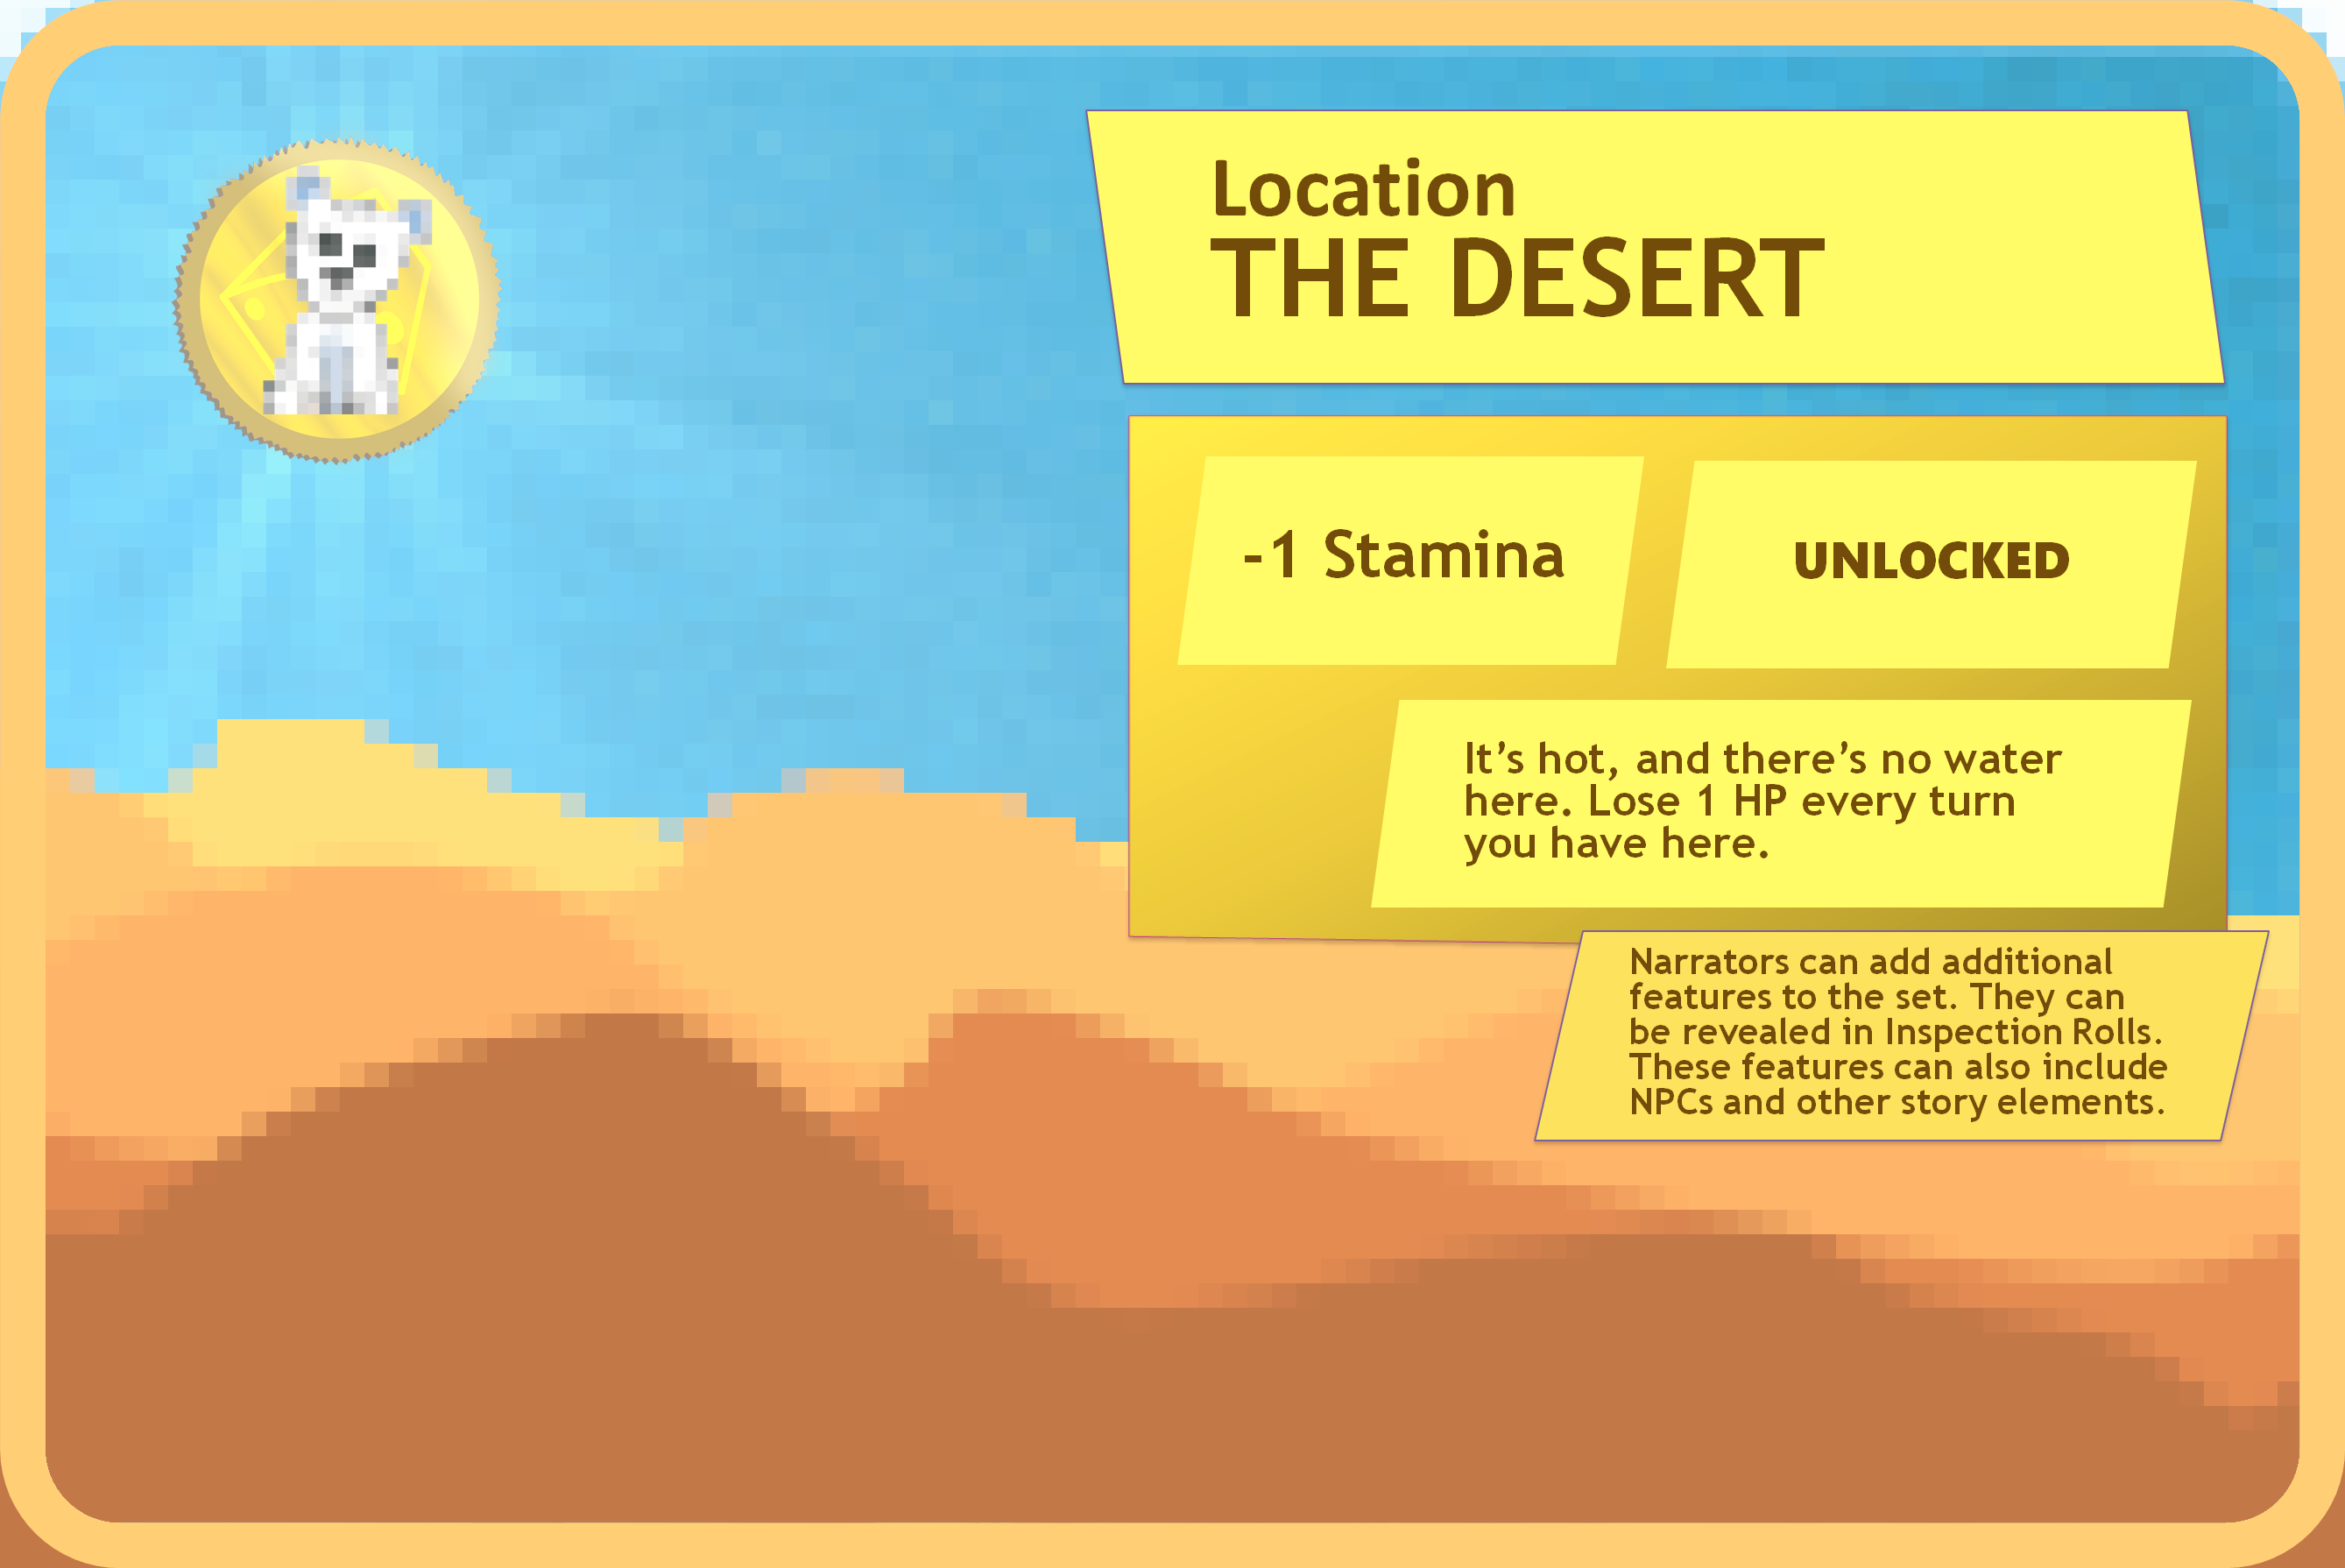 Location
THE DESERT
-1 Stamina
UNLOCKED
It’s hot, and there’s no water
here. Lose 1 HP every turn
you have here.
Narrators can add additional
features to the set. They can
be revealed in Inspection Rolls.
These features can also include
NPCs and other story elements.